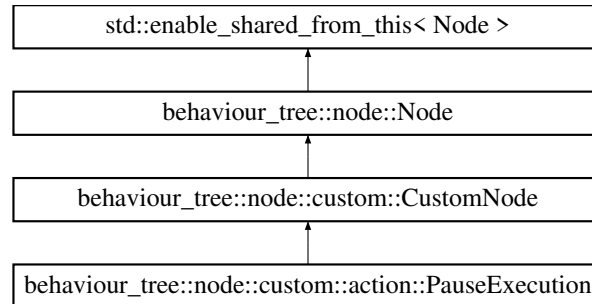 std::enable_shared_from_this< Node >
behaviour_tree::node::Node
behaviour_tree::node::custom::CustomNode
behaviour_tree::node::custom::action::PauseExecution